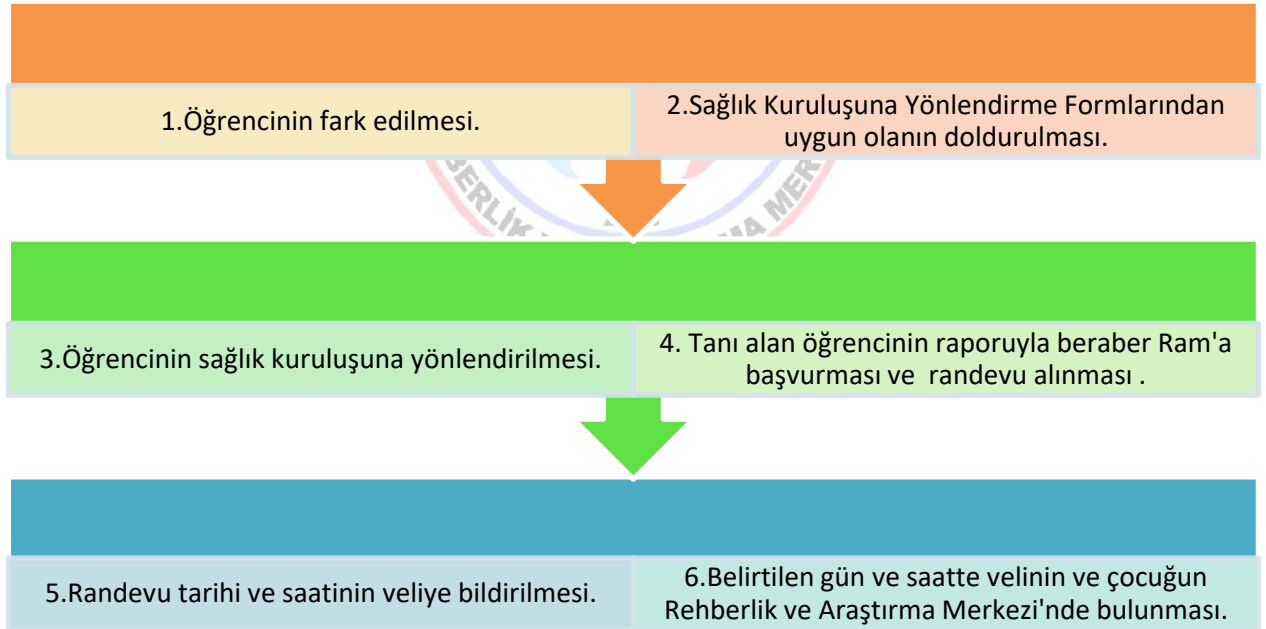 1.Öğrencinin fark edilmesi.
2.Sağlık Kuruluşuna Yönlendirme Formlarından
uygun olanın doldurulması.
3.Öğrencinin sağlık kuruluşuna yönlendirilmesi.
4. Tanı alan öğrencinin raporuyla beraber Ram'a
başvurması ve  randevu alınması .
5.Randevu tarihi ve saatinin veliye bildirilmesi.
6.Belirtilen gün ve saatte velinin ve çocuğun
Rehberlik ve Araştırma Merkezi'nde bulunması.